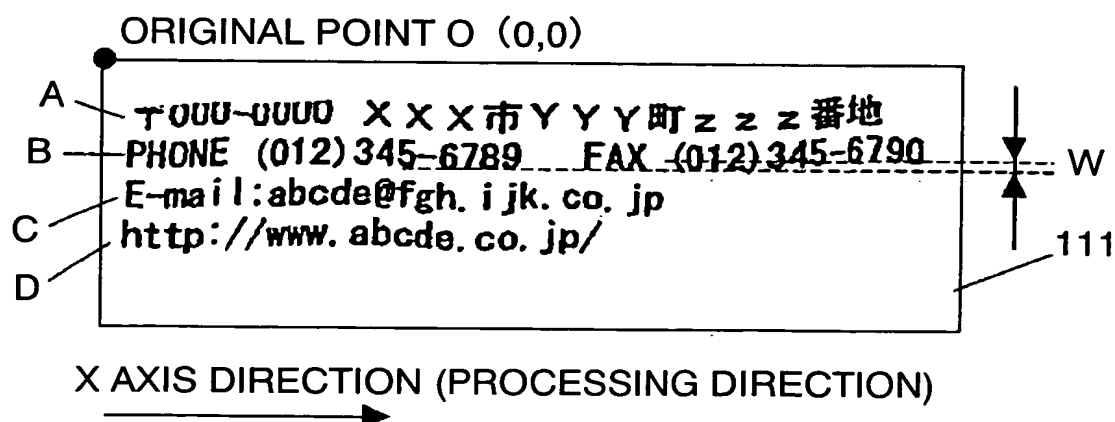 ORIGINAL POINT O (0,0)
A
〒000-0000 XXX市YYY町zzz番地
B
PHONE (012)345-6789 FAX (012)345-6790
W
C
E-mail:abcde@fgh.ijk.co.jp
D
http://www.abcde.co.jp/
111
X AXIS DIRECTION (PROCESSING DIRECTION)